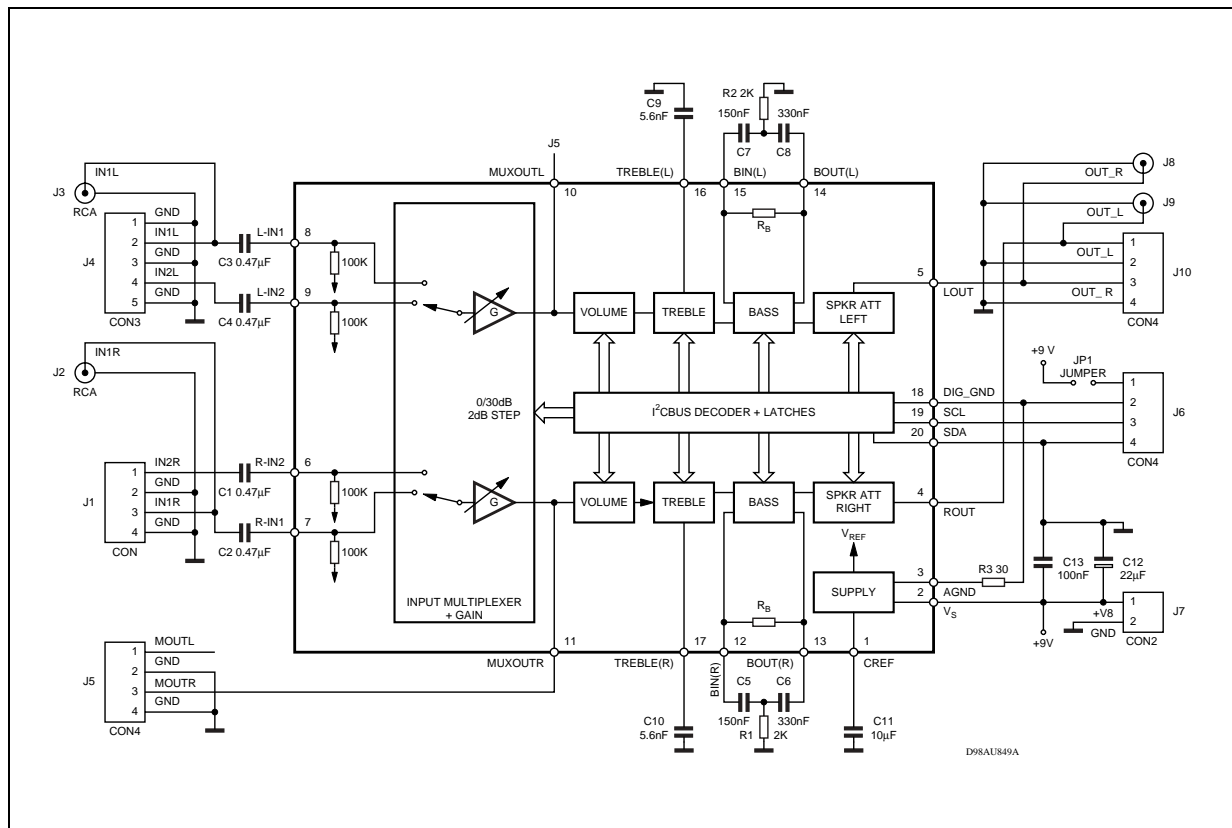 R2 2K
C9
5.6nF
150nF
330nF
C7
C8
J5
MUXOUTL
TREBLE(L)
BIN(L)
BOUT(L)
10
16
15
14
J3
IN1L
RCA
J4
1
GND
2
IN1L
3
GND
4
IN2L
5
GND
CON3
C3 0.47µF
L-IN1
8
100K
C4 0.47µF
L-IN2
9
100K
G
VOLUME
TREBLE
BASS
SPKR ATT
LEFT
RB
5
LOUT
J8
OUT_R
J9
OUT_L
J10
1
OUT_L
2
3
OUT_ R
4
CON4
J2
IN1R
RCA
0/30dB
2dB STEP
I2CBUS DECODER + LATCHES
18
DIG_GND
19
SCL
20
SDA
+9 V
JP1
JUMPER
1
2
3
4
J6
CON4
J1
1
IN2R
2
GND
3
IN1R
4
GND
CON
C1 0.47µF
R-IN2
6
100K
C2 0.47µF
R-IN1
7
100K
G
VOLUME
TREBLE
BASS
SPKR ATT
RIGHT
4
ROUT
VREF
SUPPLY
RB
3
AGND
2
VS
R3 30
C13
100nF
C12
22µF
+V8
1
GND
2
J7
CON2
+9V
INPUT MULTIPLEXER
+ GAIN
11
17
12
13
1
MUXOUTR
TREBLE(R)
BIN(R)
BOUT(R)
CREF
J5
1
MOUTL
2
GND
3
MOUTR
4
GND
CON4
C10
5.6nF
C5
C6
150nF
330nF
R1
2K
C11
10µF
D98AU849A